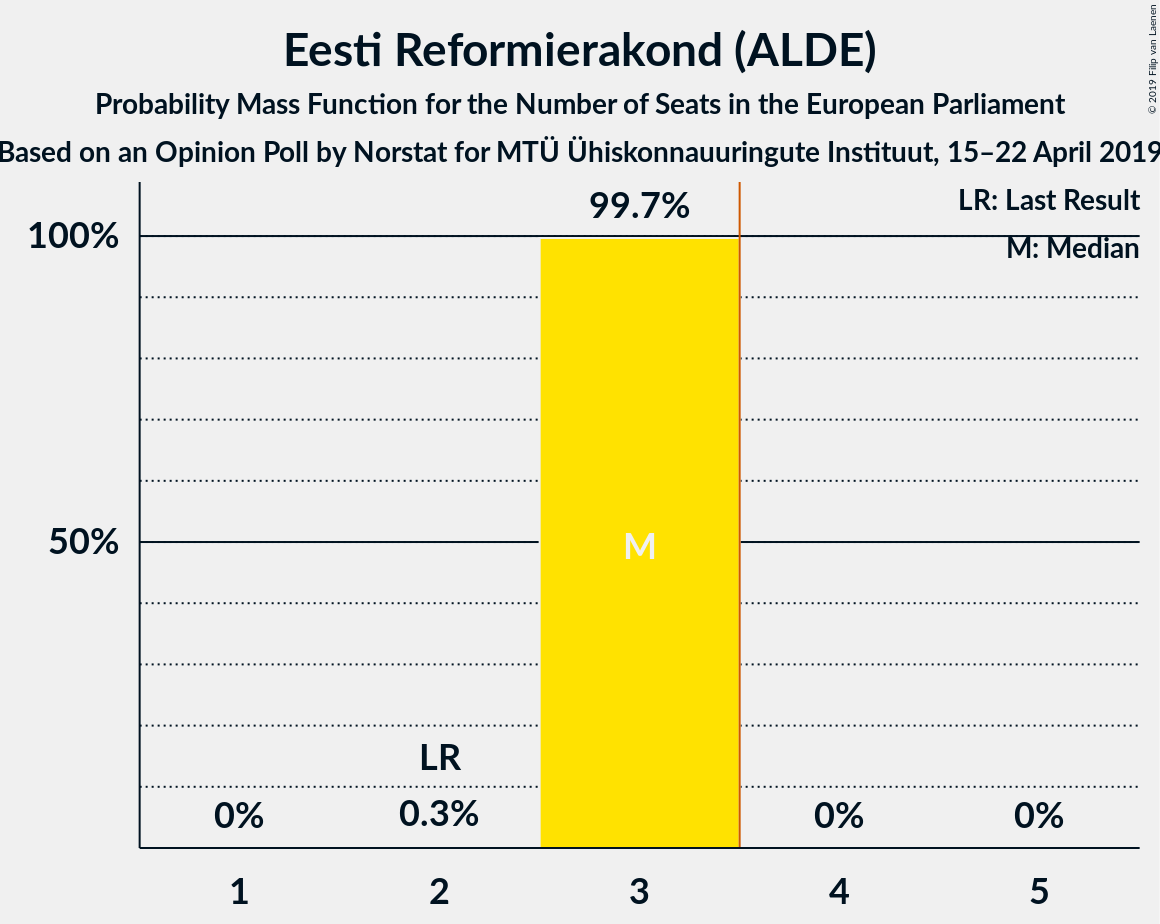 Eesti Reformierakond (ALDE)
Probability Mass Function for the Number of Seats in the European Parliament
Based on an Opinion Poll by Norstat for MTÜ Ühiskonnauuringute Instituut, 15–22 April 2019
© 2019 Filip van Laenen
99.7%
LR: Last Result
M: Median
100%
50%
M
LR
0%
0.3%
0%
0%
1
2
3
4
5